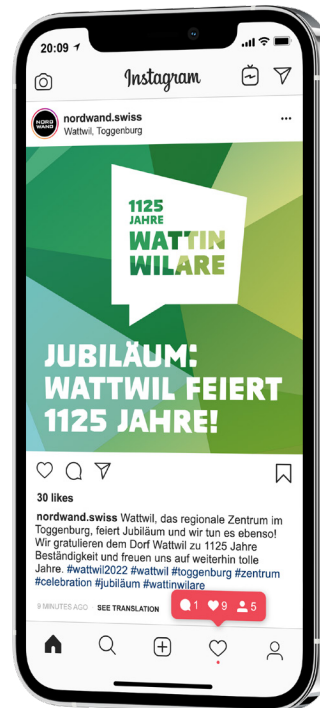 20:09
Instagram
NORD
WAND
nordwand.swiss
Wattwil, Toggenburg
1125
JAHRE
WATTIN
WILARE
JUBILÄUM:
WATTWIL FEIERT
1125 JAHRE!
30 likes
nordwand.swiss Wattwil, das regionale Zentrum im
Toggenburg, feiert Jubiläum und wir tun es ebenso!
Wir gratulieren dem Dorf Wattwil zu 1125 Jahre
Beständigkeit und freuen uns auf weiterhin tolle
Jahre. #wattwil2022 #wattwil #toggenburg #zentrum
#celebration #jubiläum #wattinwilare
9 MINUTES AGO · SEE TRANSLATION
1 9 5